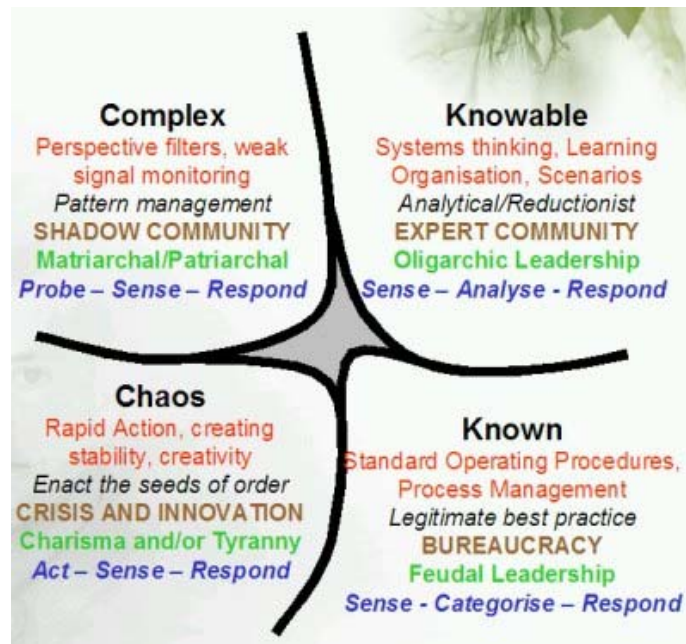 Complex
Perspective filters, weak
signal monitoring
Pattern management
SHADOW COMMUNITY
Matriarchal/Patriarchal
Probe – Sense – Respond
Knowable
Systems thinking, Learning
Organisation, Scenarios
Analytical/Reductionist
EXPERT COMMUNITY
Oligarchic Leadership
Sense – Analyse - Respond
Chaos
Rapid Action, creating
stability, creativity
Enact the seeds of order
CRISIS AND INNOVATION
Charisma and/or Tyranny
Act – Sense – Respond
Known
Standard Operating Procedures,
Process Management
Legitimate best practice
BUREAUCRACY
Feudal Leadership
Sense - Categorise – Respond